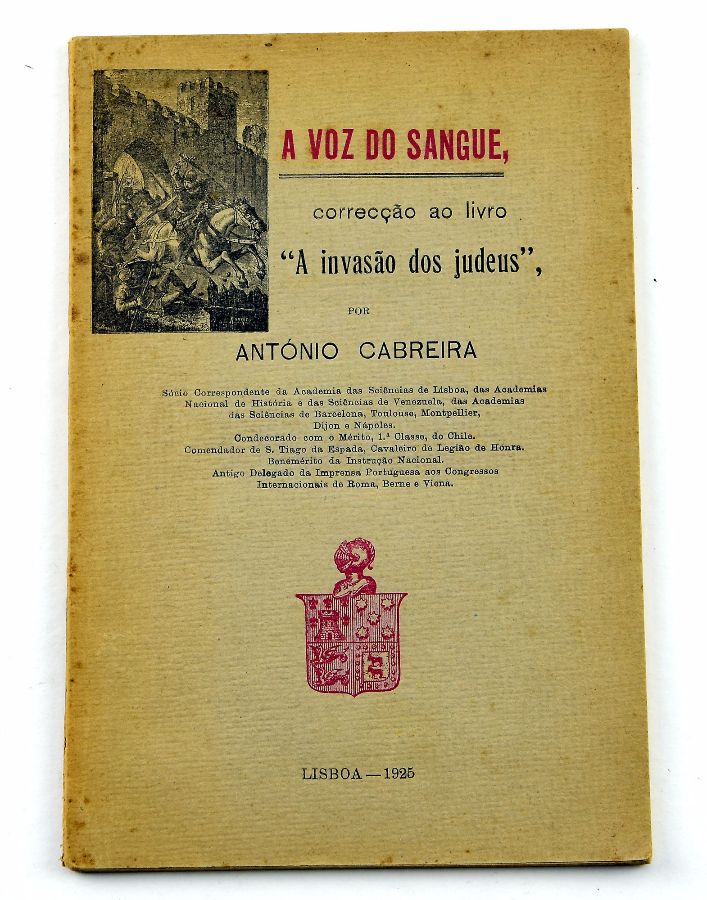 A VOZ DO SANGUE,
correcção ao livro
“A invasão dos judeus”,
POR
ANTÓNIO CABREIRA
Sócio Correspondente da Academia das Sciências de Lisboa, das Academias
Nacional de História e das Sciências de Venezuela, das Academias
das Sciências de Barcelona, Toulouse, Montpellier,
Dijon e Nápoles.
Condecorado com o Mérito, 1.ª Classe, do Chile.
Comendador de S. Tiago da Espada, Cavaleiro de Legião de Honra.
Benemérito da Instrução Nacional.
Antigo Delegado da Imprensa Portuguesa aos Congressos
Internacionais de Roma, Berne e Viena.
LISBOA — 1925